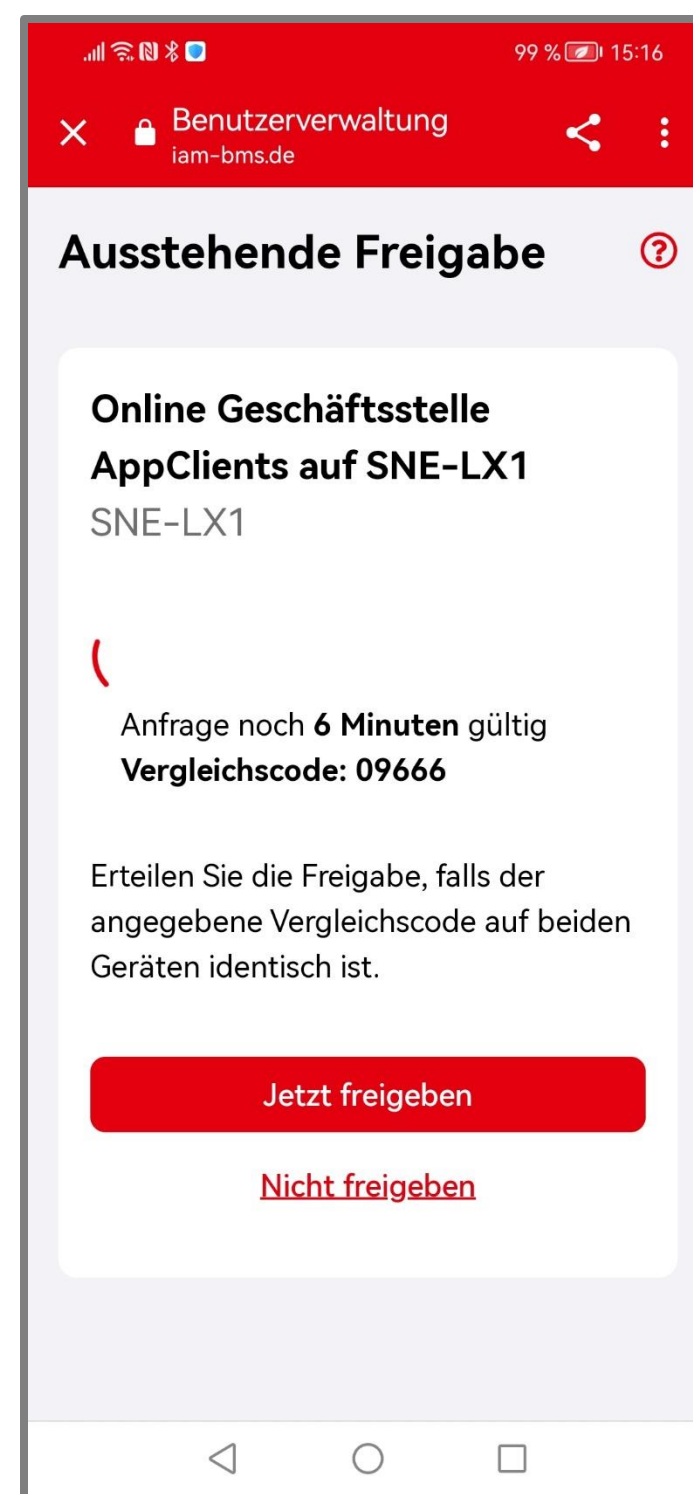 99 % 15:16
Benutzerverwaltung
iam-bms.de
Ausstehende Freigabe
Online Geschäftsstelle
AppClients auf SNE-LX1
SNE-LX1
Anfrage noch 6 Minuten gültig
Vergleichscode: 09666
Erteilen Sie die Freigabe, falls der
angegebene Vergleichscode auf beiden
Geräten identisch ist.
Jetzt freigeben
Nicht freigeben